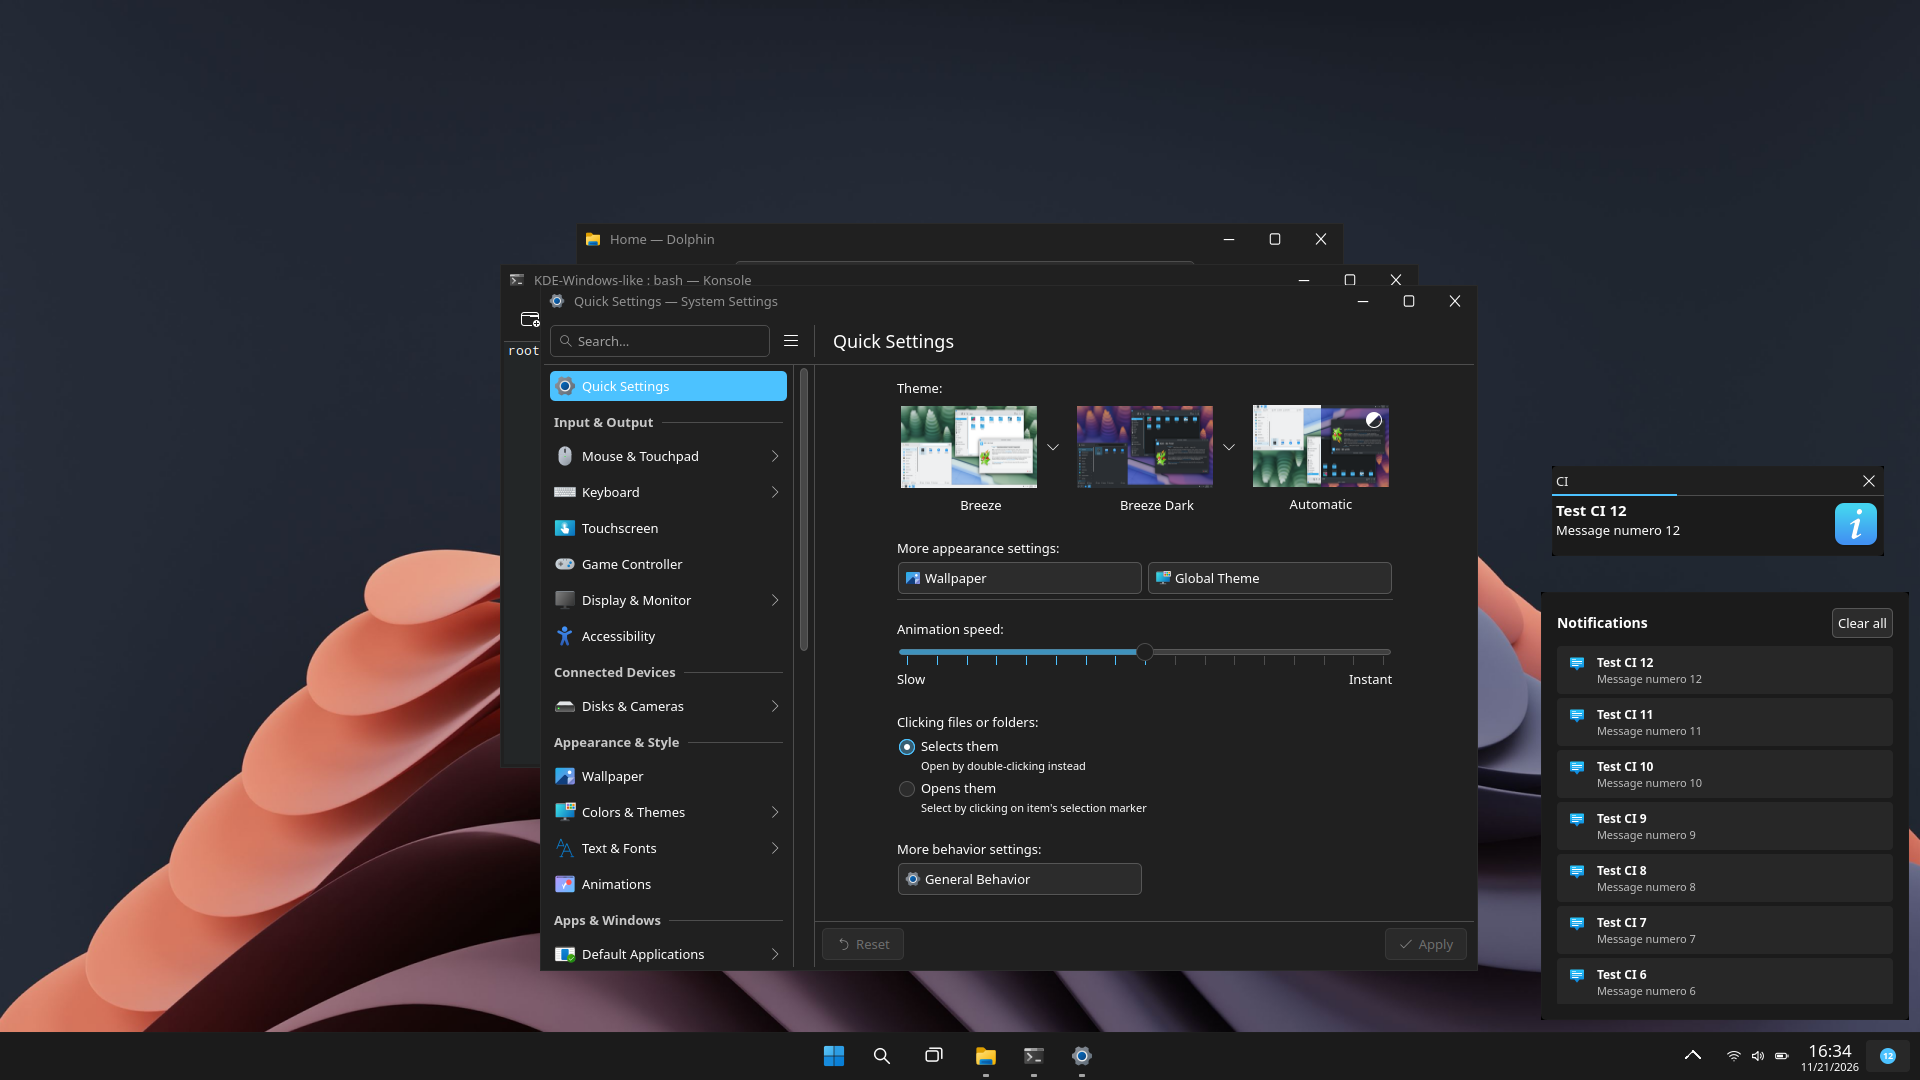 Home — Dolphin
KDE-Windows-like : bash — Konsole
root
Quick Settings — System Settings
Search...
Quick Settings
Quick Settings
Input & Output
Mouse & Touchpad
Keyboard
Touchscreen
Game Controller
Display & Monitor
Accessibility
Connected Devices
Disks & Cameras
Appearance & Style
Wallpaper
Colors & Themes
Text & Fonts
Animations
Apps & Windows
Default Applications
Theme:
Breeze
Breeze Dark
Automatic
More appearance settings:
Wallpaper
Global Theme
Animation speed:
Slow
Instant
Clicking files or folders:
Selects them
Open by double-clicking instead
Opens them
Select by clicking on item's selection marker
More behavior settings:
General Behavior
Reset
Apply
CI
Test CI 12
Message numero 12
Notifications
Clear all
Test CI 12
Message numero 12
Test CI 11
Message numero 11
Test CI 10
Message numero 10
Test CI 9
Message numero 9
Test CI 8
Message numero 8
Test CI 7
Message numero 7
Test CI 6
Message numero 6
16:34
11/21/2026
12